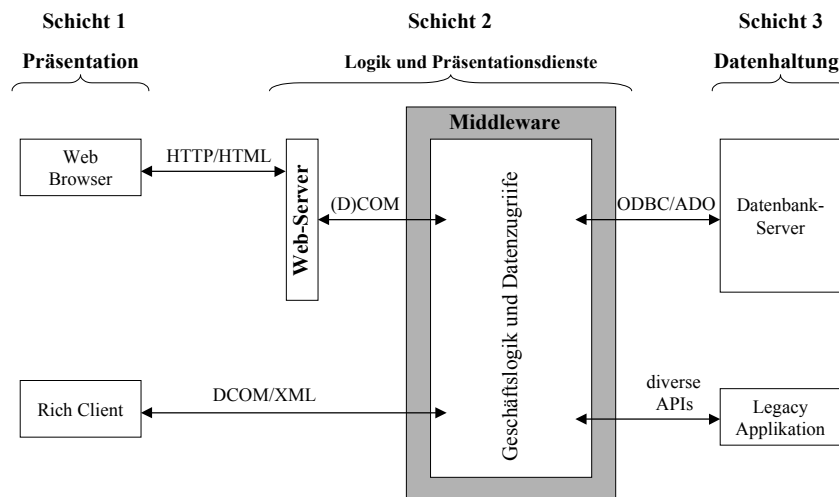 Schicht 1
Schicht 2
Schicht 3
Präsentation
Logik und Präsentationsdienste
Datenhaltung
Middleware
Web
Browser
HTTP/HTML
Web-Server
(D)COM
Geschäftslogik und Datenzugriife
ODBC/ADO
Datenbank-
Server
Rich Client
DCOM/XML
diverse
APIs
Legacy
Applikation